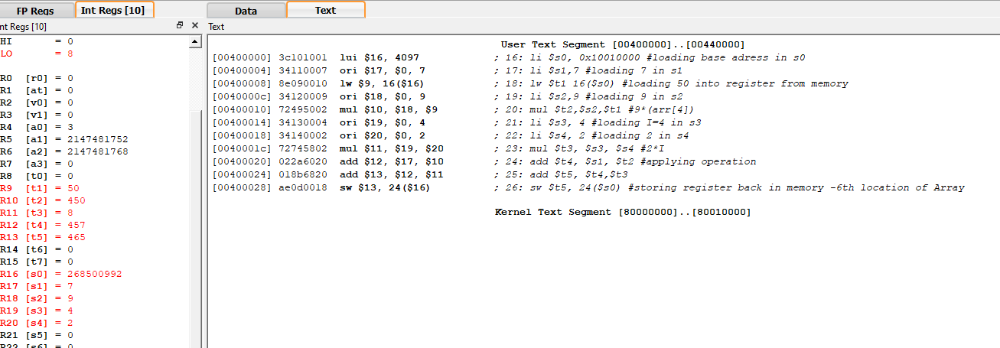 FP Regs Int Regs [10] Data Text
nt Regs [10] Text
HI = 0
LO = 8
R0 [r0] = 0
R1 [at] = 0
R2 [v0] = 0
R3 [v1] = 0
R4 [a0] = 3
R5 [a1] = 2147481752
R6 [a2] = 2147481768
R7 [a3] = 0
R8 [t0] = 0
R9 [t1] = 50
R10 [t2] = 450
R11 [t3] = 8
R12 [t4] = 457
R13 [t5] = 465
R14 [t6] = 0
R15 [t7] = 0
R16 [s0] = 268500992
R17 [s1] = 7
R18 [s2] = 9
R19 [s3] = 4
R20 [s4] = 2
R21 [s5] = 0
R22 [s6] = 0
User Text Segment [00400000]..[00440000]
[00400000] 3c101001 lui $16, 4097 ; 16: li $s0, 0x10010000 #loading base adress in s0
[00400004] 34110007 ori $17, $0, 7 ; 17: li $s1,7 #loading 7 in s1
[00400008] 8e090010 lw $9, 16($16) ; 18: lw $t1 16($s0) #loading 50 into register from memory
[0040000c] 34120009 ori $18, $0, 9 ; 19: li $s2,9 #loading 9 in s2
[00400010] 72495002 mul $10, $18, $9 ; 20: mul $t2,$s2,$t1 #9*(arr[4])
[00400014] 34130004 ori $19, $0, 4 ; 21: li $s3, 4 #loading I=4 in s3
[00400018] 34140002 ori $20, $0, 2 ; 22: li $s4, 2 #loading 2 in s4
[0040001c] 72745802 mul $11, $19, $20 ; 23: mul $t3, $s3, $s4 #2*I
[00400020] 022a6020 add $12, $17, $10 ; 24: add $t4, $s1, $t2 #applying operation
[00400024] 018b6820 add $13, $12, $11 ; 25: add $t5, $t4,$t3
[00400028] ae0d0018 sw $13, 24($16) ; 26: sw $t5, 24($s0) #storing register back in memory -6th location of Array
Kernel Text Segment [80000000]..[80010000]